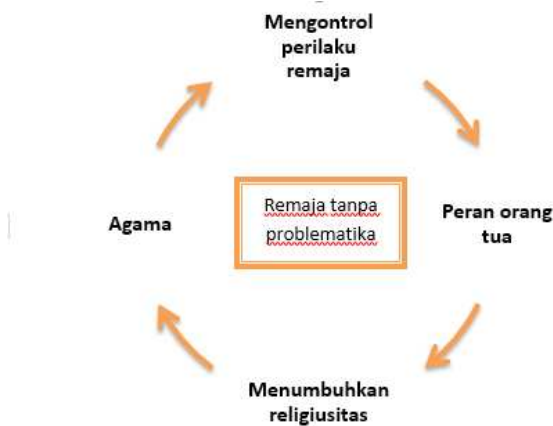 Mengontrol
perilaku
remaja
Agama
Remaja tanpa
problematika
Peran orang
tua
Menumbuhkan
religiusitas